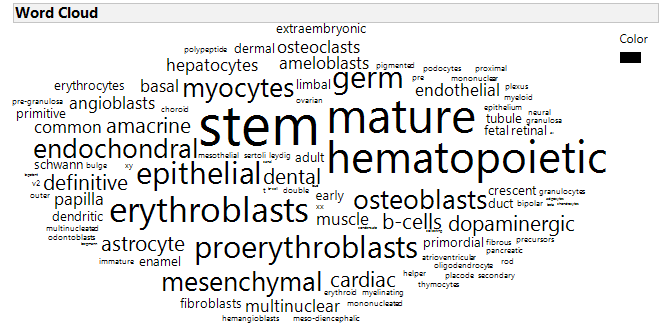 Word Cloud
extraembryonic
Color
polypeptide dermal osteoclasts
hepatocytes ameloblasts pigmented podocytes proximal
erythrocytes basal myocytes limbal germ pre mononuclear endothelial plexus
pre-granulosa angioblasts choroid ovarian myeloid
primitive epithelium neural
common amacrine stem mature tubule granulosa
fetal retinal
endochondral mesothelial sertoli leydig adult hematopoietic
schwann bulge xy epithelial dental
v2 definitive t double early crescent granulocytes
outer papilla erythroblasts xx osteoblasts duct bipolar
dendritic muscle b-cells dopaminergic
multinucleated
odontoblasts astrocyte proerythroblasts primordial fibrous precursors
pancreatic
immature enamel atrioventricular
oligodendrocyte rod
mesenchymal cardiac helper placode secondary
thymocytes
fibroblasts multinuclear erythroid myelinating
mononucleated
hemangioblasts meso-diencephalic